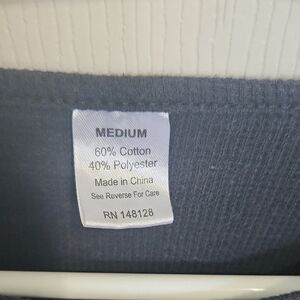 MEDIUM
60% Cotton
40% Polyester
Made in China
See Reverse For Care
RN 148128